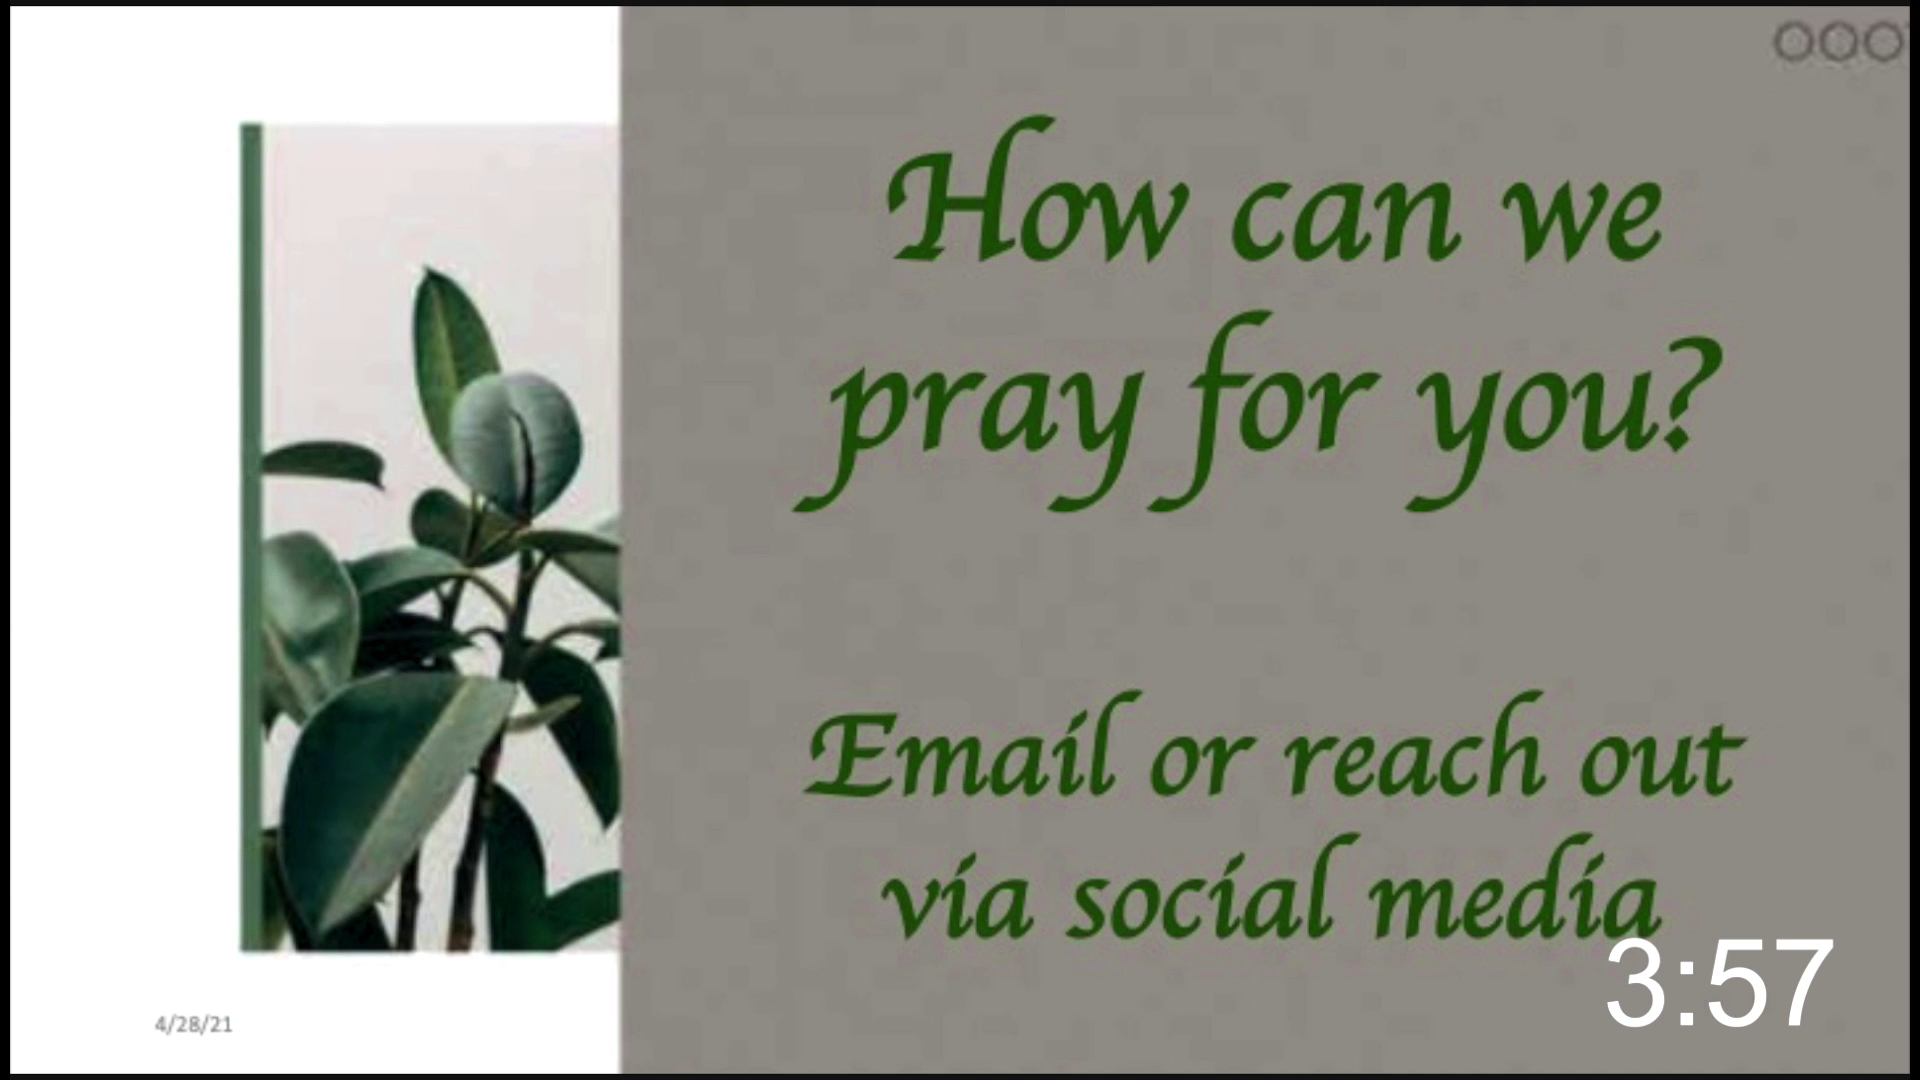 How can we
pray for you?
Email or reach out
via social media
3:57
4/28/21